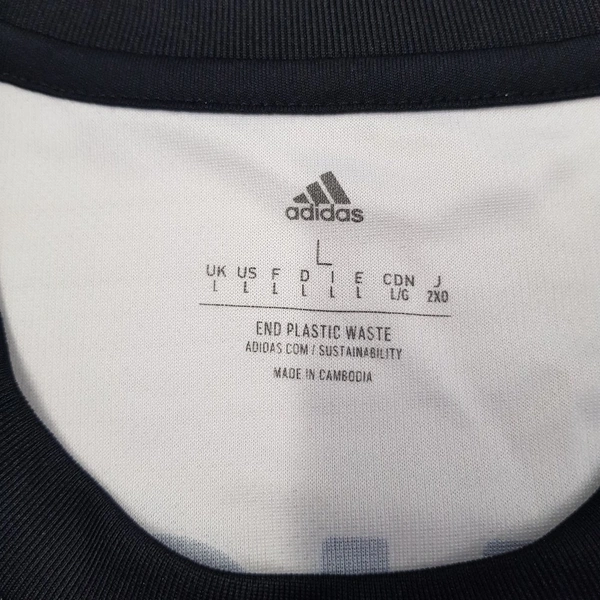 adidas
L
UK US F D I E CDN J
L L L L L L L/G 2XO
END PLASTIC WASTE
ADIDAS.COM / SUSTAINABILITY
MADE IN CAMBODIA